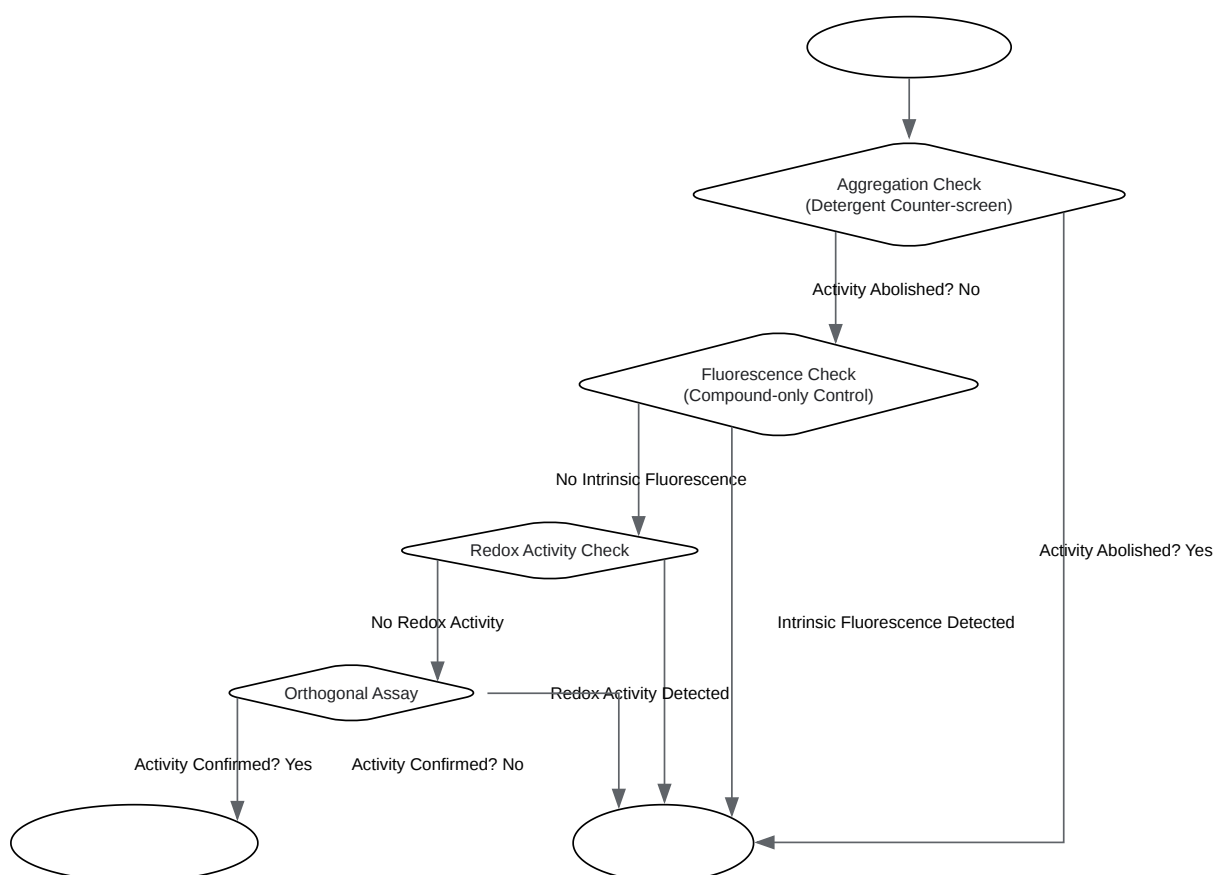 Aggregation Check
(Detergent Counter-screen)
Activity Abolished? No
Fluorescence Check
(Compound-only Control)
No Intrinsic Fluorescence
Redox Activity Check
Activity Abolished? Yes
No Redox Activity
Intrinsic Fluorescence Detected
Orthogonal Assay
Redox Activity Detected
Activity Confirmed? Yes
Activity Confirmed? No